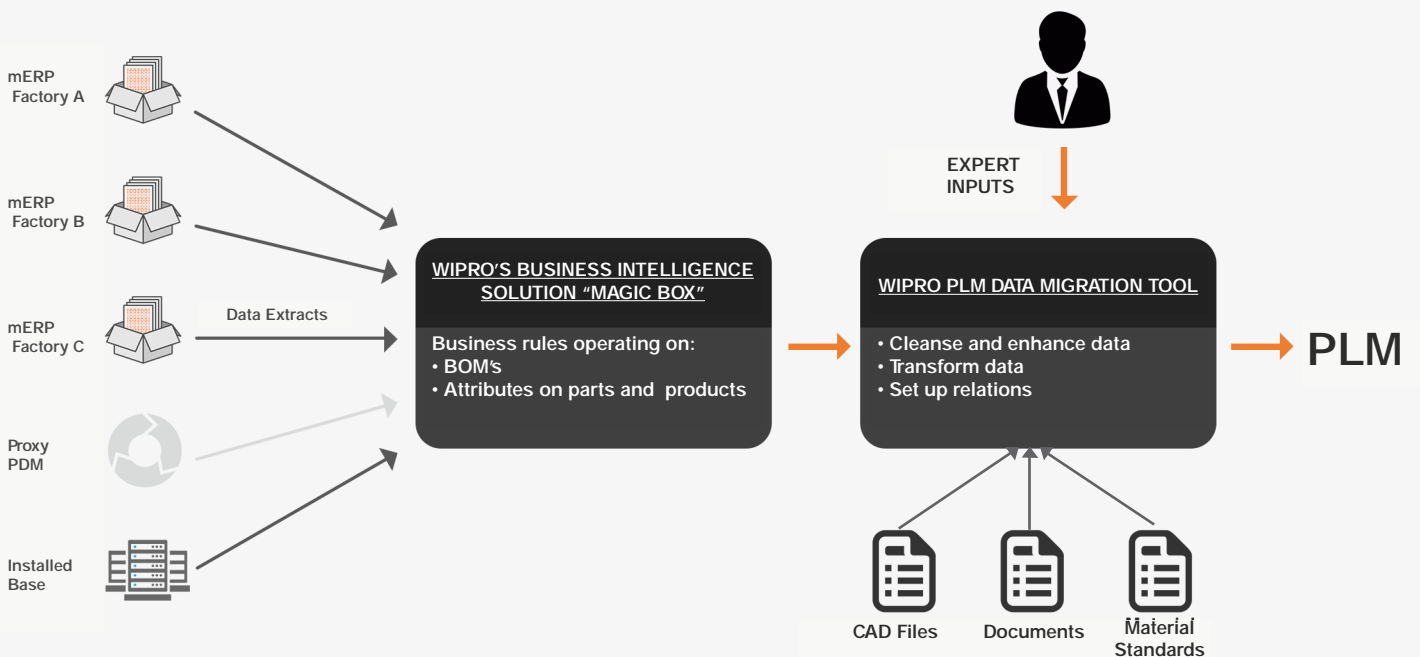 mERP
Factory A
mERP
Factory B
mERP
Factory C
Proxy
PDM
Installed
Base
Data Extracts
WIPRO'S BUSINESS INTELLIGENCE
SOLUTION “MAGIC BOX”
Business rules operating on:
• BOM's
• Attributes on parts and products
EXPERT
INPUTS
WIPRO PLM DATA MIGRATION TOOL
• Cleanse and enhance data
• Transform data
• Set up relations
PLM
CAD Files
Documents
Material
Standards